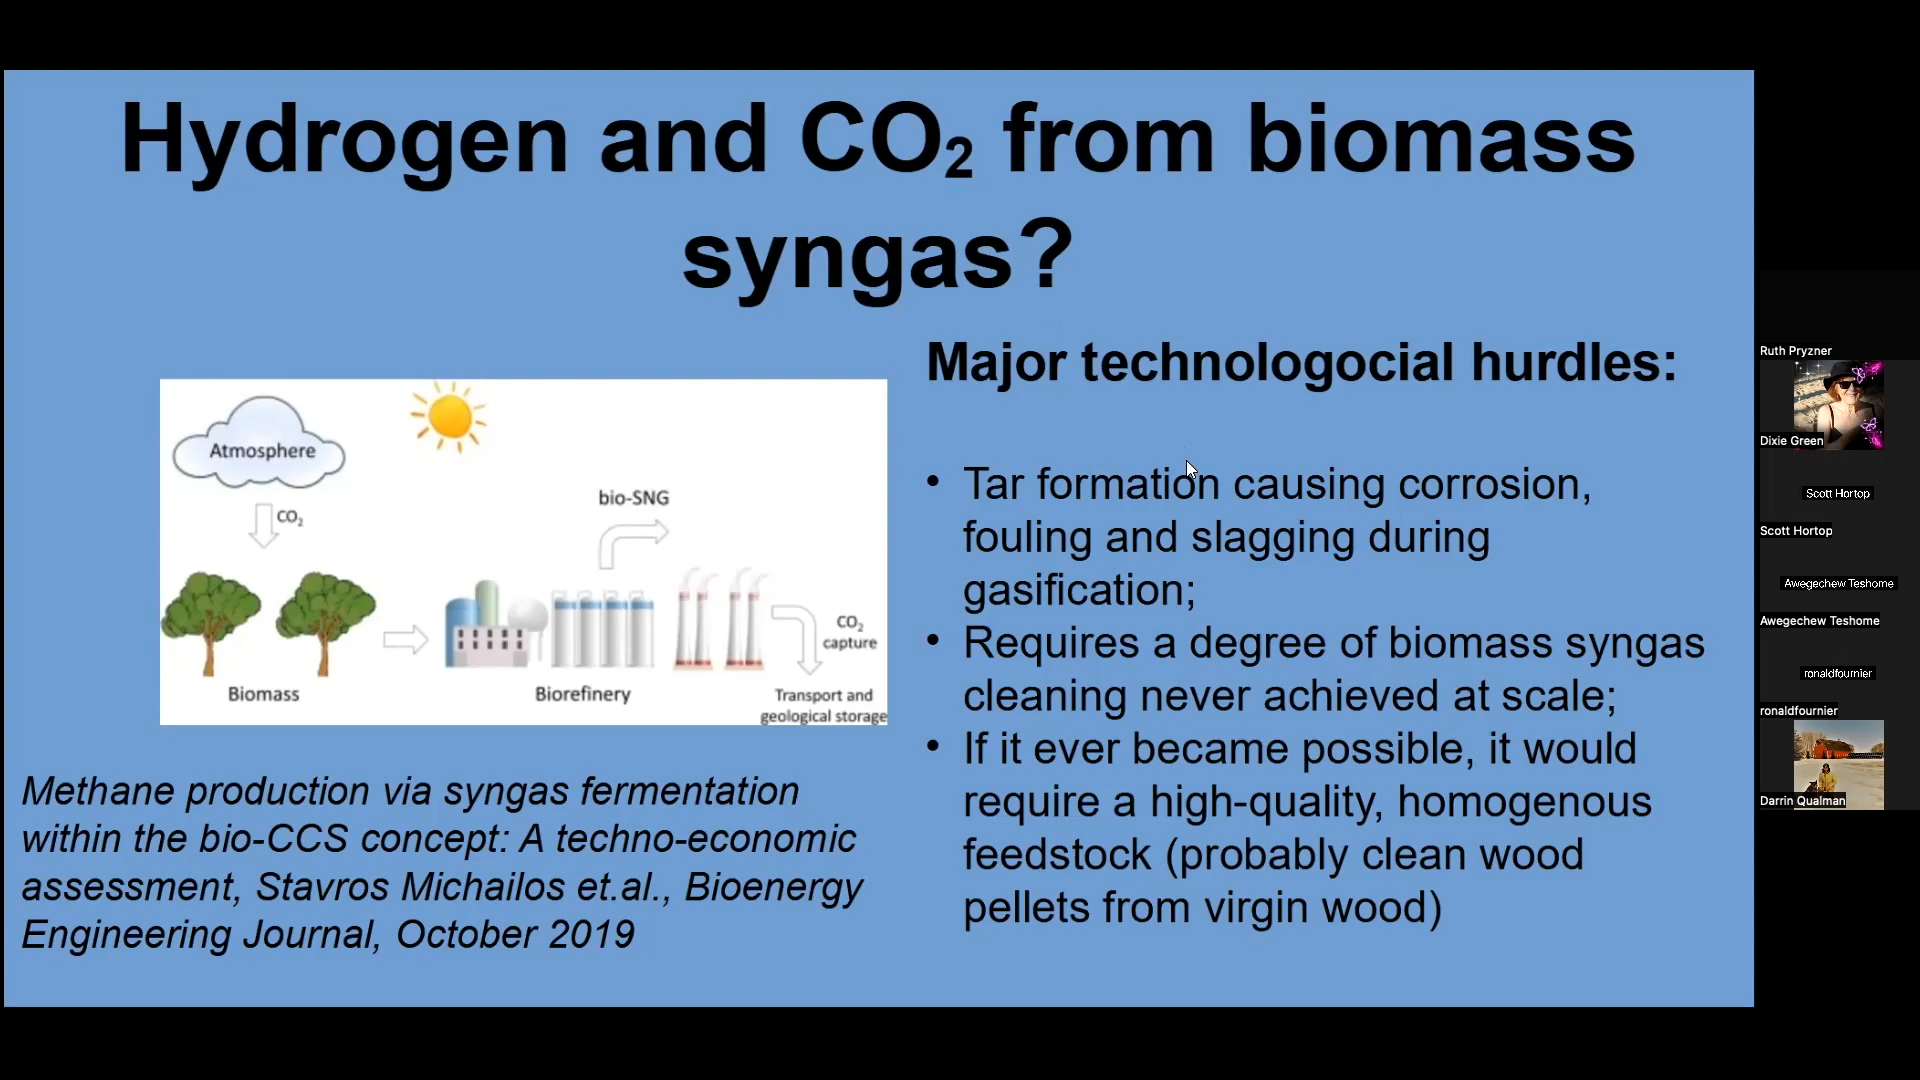 Hydrogen and CO₂ from biomass
syngas?
Atmosphere
CO₂
bio-SNG
CO₂
capture
Biomass
Biorefinery
Transport and
geological storage
Methane production via syngas fermentation
within the bio-CCS concept: A techno-economic
assessment, Stavros Michailos et.al., Bioenergy
Engineering Journal, October 2019
Major technologocial hurdles:
• Tar formation causing corrosion,
fouling and slagging during
gasification;
• Requires a degree of biomass syngas
cleaning never achieved at scale;
• If it ever became possible, it would
require a high-quality, homogenous
feedstock (probably clean wood
pellets from virgin wood)
Ruth Pryzner
Dixie Green
Scott Hortop
Scott Hortop
Awegechew Teshome
Awegechew Teshome
ronaldfournier
ronaldfournier
Darrin Qualman